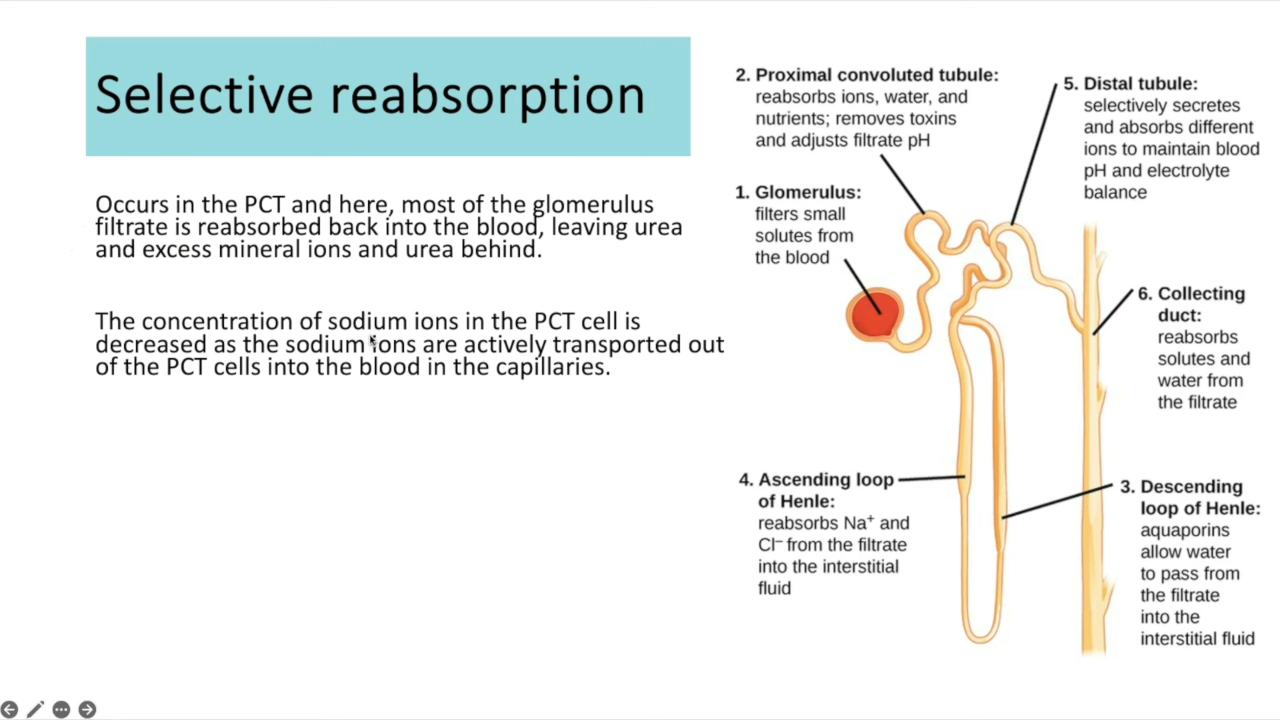 Selective reabsorption
Occurs in the PCT and here, most of the glomerulus
filtrate is reabsorbed back into the blood, leaving urea
and excess mineral ions and urea behind.
The concentration of sodium ions in the PCT cell is
decreased as the sodium ions are actively transported out
of the PCT cells into the blood in the capillaries.
2. Proximal convoluted tubule:
reabsorbs ions, water, and
nutrients; removes toxins
and adjusts filtrate pH
5. Distal tubule:
selectively secretes
and absorbs different
ions to maintain blood
pH and electrolyte
balance
1. Glomerulus:
filters small
solutes from
the blood
6. Collecting
duct:
reabsorbs
solutes and
water from
the filtrate
4. Ascending loop
of Henle:
reabsorbs Na⁺ and
Cl⁻ from the filtrate
into the interstitial
fluid
3. Descending
loop of Henle:
aquaporins
allow water
to pass from
the filtrate
into the
interstitial fluid